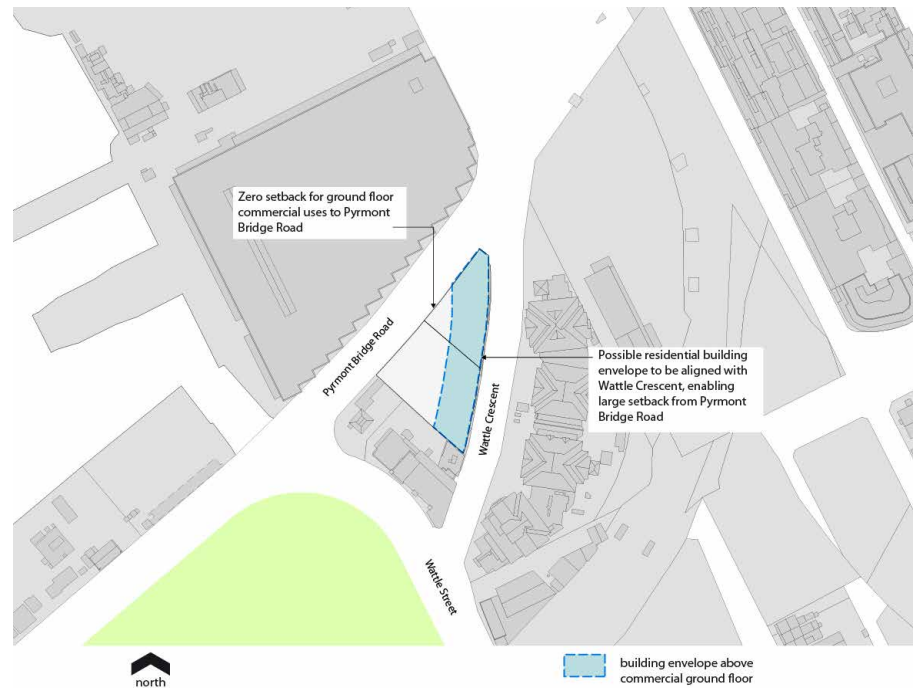 Zero setback for ground floor
commercial uses to Pyrmont
Bridge Road
Pyrmont Bridge Road
Possible residential building
envelope to be aligned with
Wattle Crescent, enabling
large setback from Pyrmont
Bridge Road
Wattle Crescent
Wattle Street
north
building envelope above
commercial ground floor